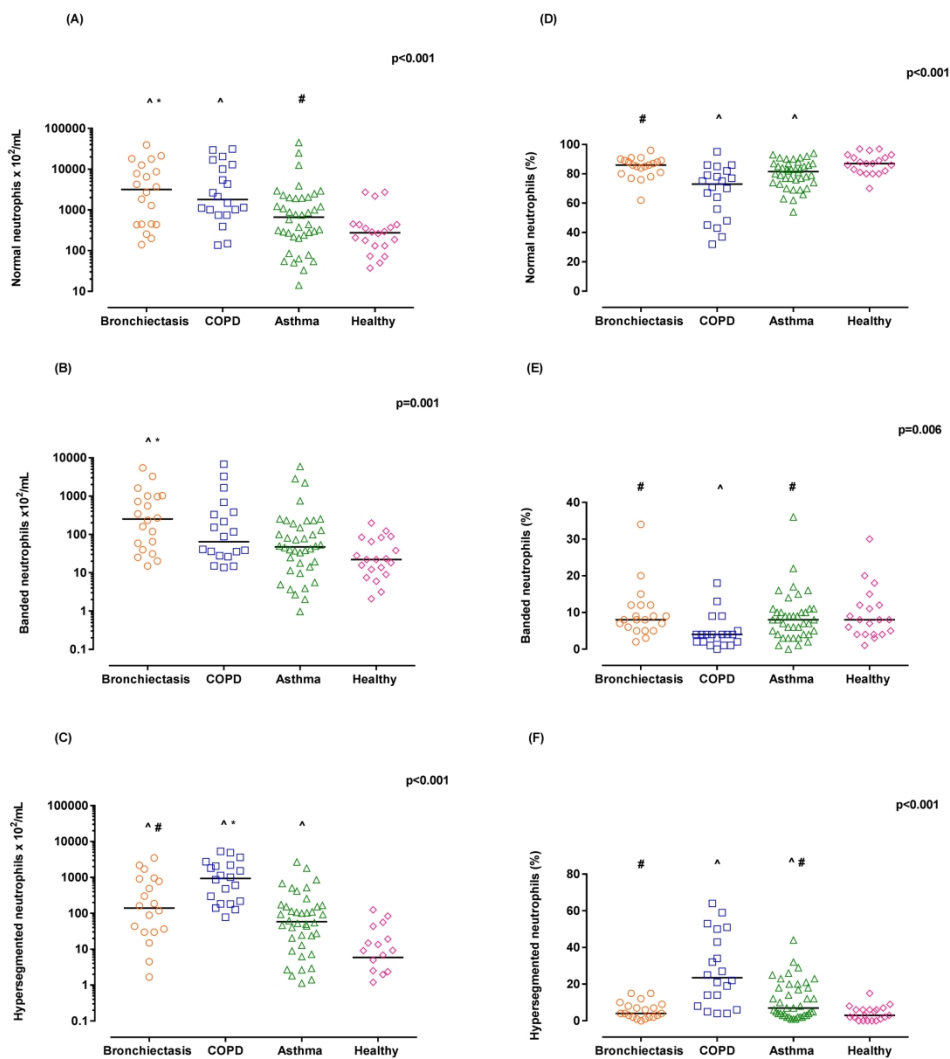 (A)
p<0.001
^ * ^ #
Normal neutrophils x 10²/mL
100000
10000
1000
100
10
Bronchiectasis COPD Asthma Healthy
(B)
p=0.001
^ *
Banded neutrophils x10²/mL
10000
1000
100
10
1
0.1
Bronchiectasis COPD Asthma Healthy
(C)
p<0.001
^ # ^ * ^
Hypersegmented neutrophils x 10²/mL
100000
10000
1000
100
10
1
0.1
Bronchiectasis COPD Asthma Healthy
(D)
p<0.001
# ^ ^
Normal neutrophils (%)
100
80
60
40
20
0
Bronchiectasis COPD Asthma Healthy
(E)
p=0.006
# ^ #
Banded neutrophils (%)
40
30
20
10
0
Bronchiectasis COPD Asthma Healthy
(F)
p<0.001
# ^ ^ #
Hypersegmented neutrophils (%)
80
60
40
20
0
Bronchiectasis COPD Asthma Healthy